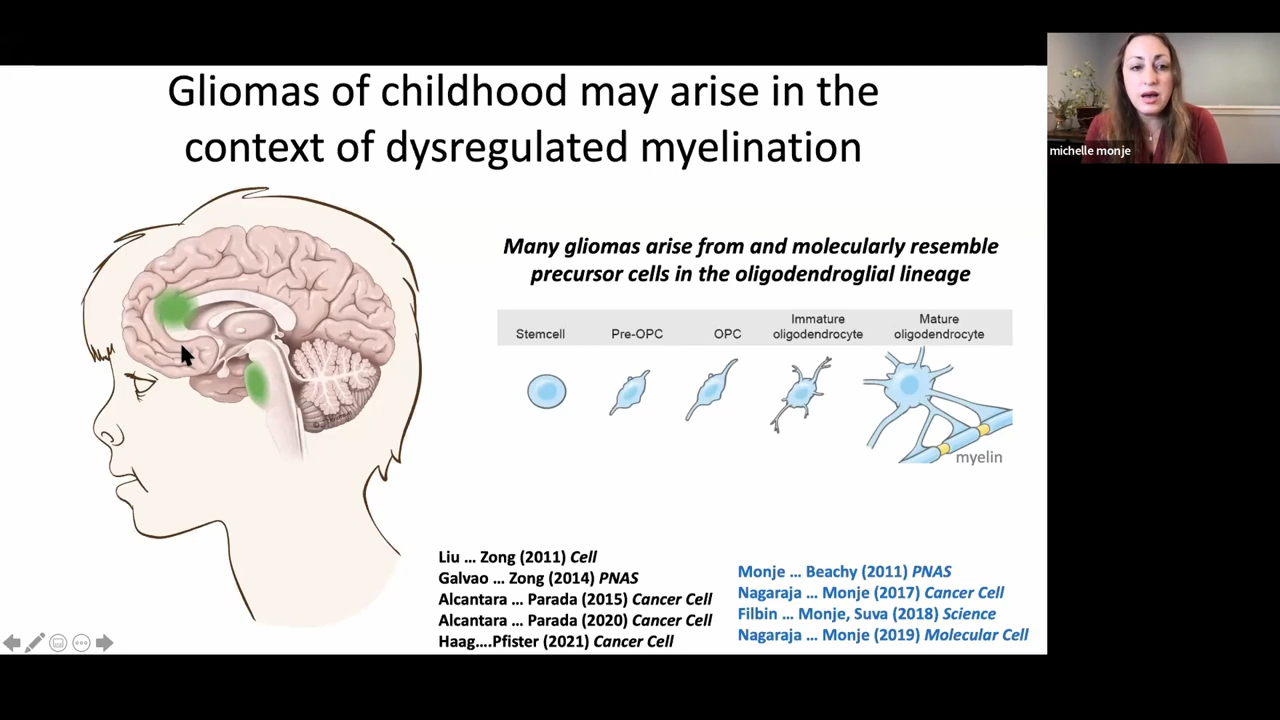 Gliomas of childhood may arise in the
context of dysregulated myelination
michelle monje
Many gliomas arise from and molecularly resemble
precursor cells in the oligodendroglial lineage
Stemcell
Pre-OPC
OPC
Immature
oligodendrocyte
Mature
oligodendrocyte
myelin
Liu ... Zong (2011) Cell
Galvao ... Zong (2014) PNAS
Alcantara ... Parada (2015) Cancer Cell
Alcantara ... Parada (2020) Cancer Cell
Haag....Pfister (2021) Cancer Cell
Monje ... Beachy (2011) PNAS
Nagaraja ... Monje (2017) Cancer Cell
Filbin ... Monje, Suva (2018) Science
Nagaraja ... Monje (2019) Molecular Cell